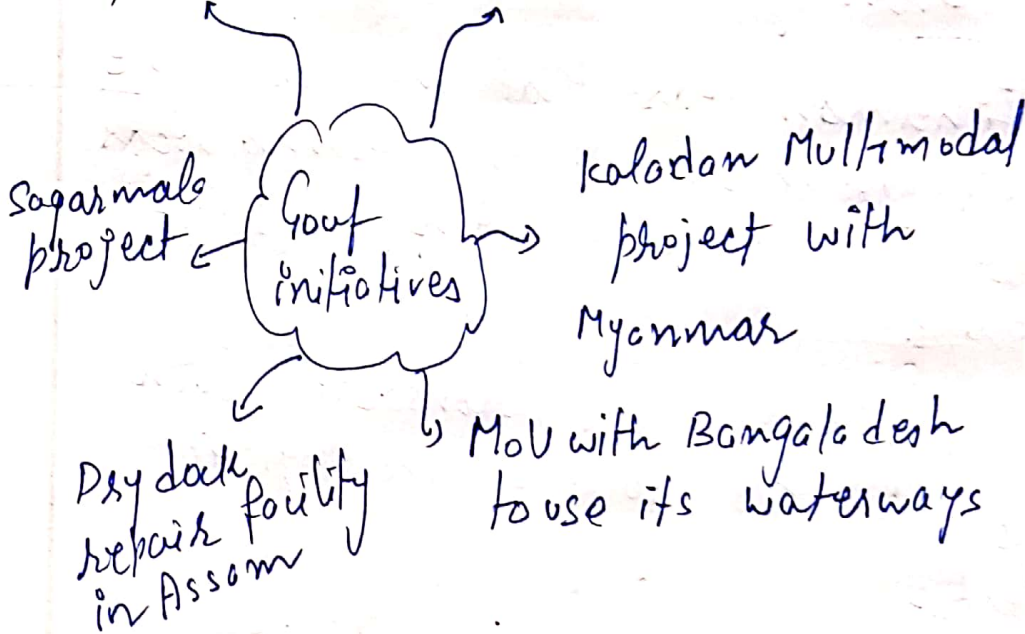 Sagarmala
project
Govt
initiatives
Kaladan Multimodal
project with
Myanmar
MoU with Bangaladesh
to use its waterways
Dry dock
repair facility
in Assam